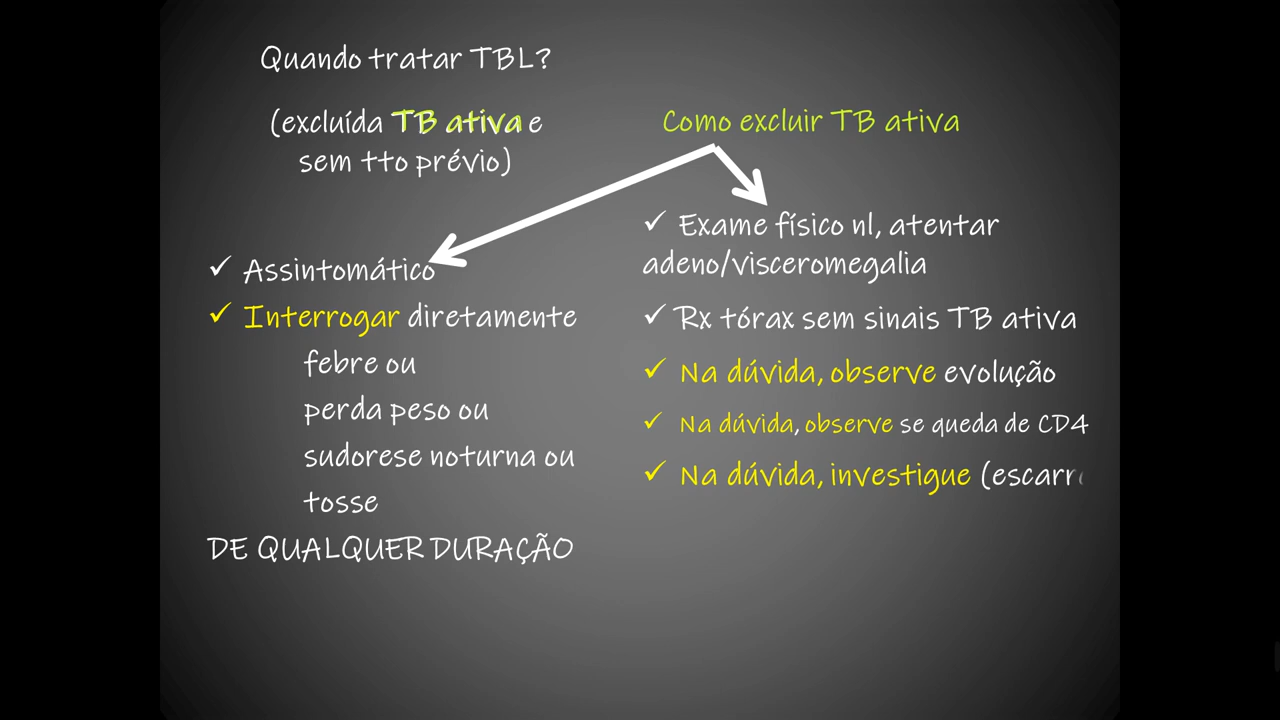 Quando tratar TBL?
(excluída TB ativa e
sem tto prévio)
✓ Assintomático
✓ Interrogar diretamente
febre ou
perda peso ou
sudorese noturna ou
tosse
DE QUALQUER DURAÇÃO
Como excluir TB ativa
✓ Exame físico nl, atentar
adeno/visceromegalia
✓ Rx tórax sem sinais TB ativa
✓ Na dúvida, observe evolução
✓ Na dúvida, observe se queda de CD4
✓ Na dúvida, investigue (escarro